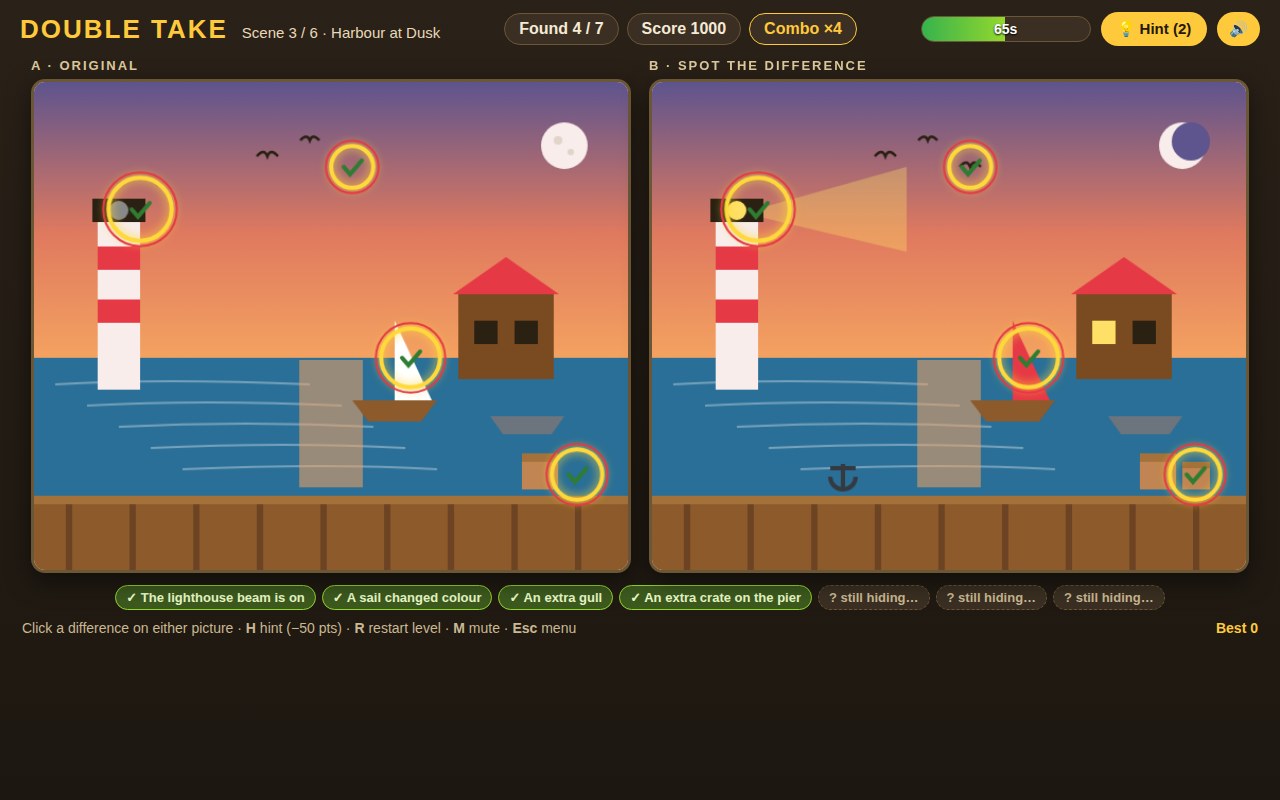 DOUBLE TAKE Scene 3 / 6 · Harbour at Dusk Found 4 / 7 Score 1000 Combo ×4 65s 💡 Hint (2) 🔊
A · ORIGINAL B · SPOT THE DIFFERENCE
✓ The lighthouse beam is on ✓ A sail changed colour ✓ An extra gull ✓ An extra crate on the pier ? still hiding… ? still hiding… ? still hiding…
Click a difference on either picture · H hint (−50 pts) · R restart level · M mute · Esc menu Best 0